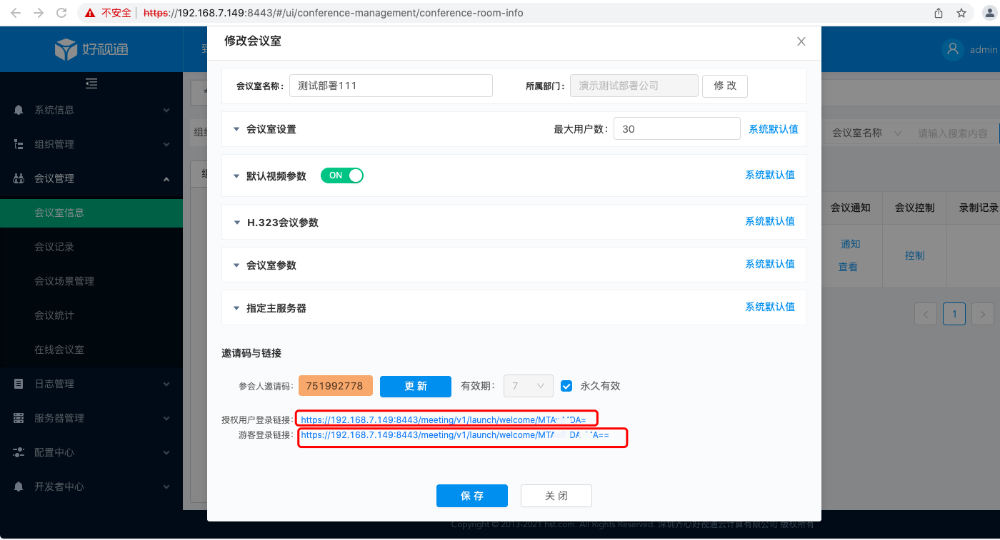 不安全 https://192.168.7.149:8443/#/ui/conference-management/conference-room-info
好视通
admin
修改会议室
会议室名称: 测试部署111 所属部门: 演示测试部署公司 修 改
系统信息
组织管理
会议管理
会议室信息
会议记录
会议场景管理
会议统计
在线会议室
日志管理
服务器管理
配置中心
开发者中心
会议室设置 最大用户数: 30 系统默认值
默认视频参数 ON 系统默认值
H.323会议参数 系统默认值
会议室参数 系统默认值
指定主服务器 系统默认值
会议室名称 请输入搜索内容
会议通知 会议控制 录制记录
通知
查看
控制
1
邀请码与链接
参会人邀请码: 751992778 更 新 有效期: 7 永久有效
授权用户登录链接: https://192.168.7.149:8443/meeting/v1/launch/welcome/MTA DA=
游客登录链接: https://192.168.7.149:8443/meeting/v1/launch/welcome/MTA DA A==
保 存 关 闭
Copyright © 2013-2021 hst.com. All Rights Reserved. 深圳齐心好视通云计算有限公司 版权所有